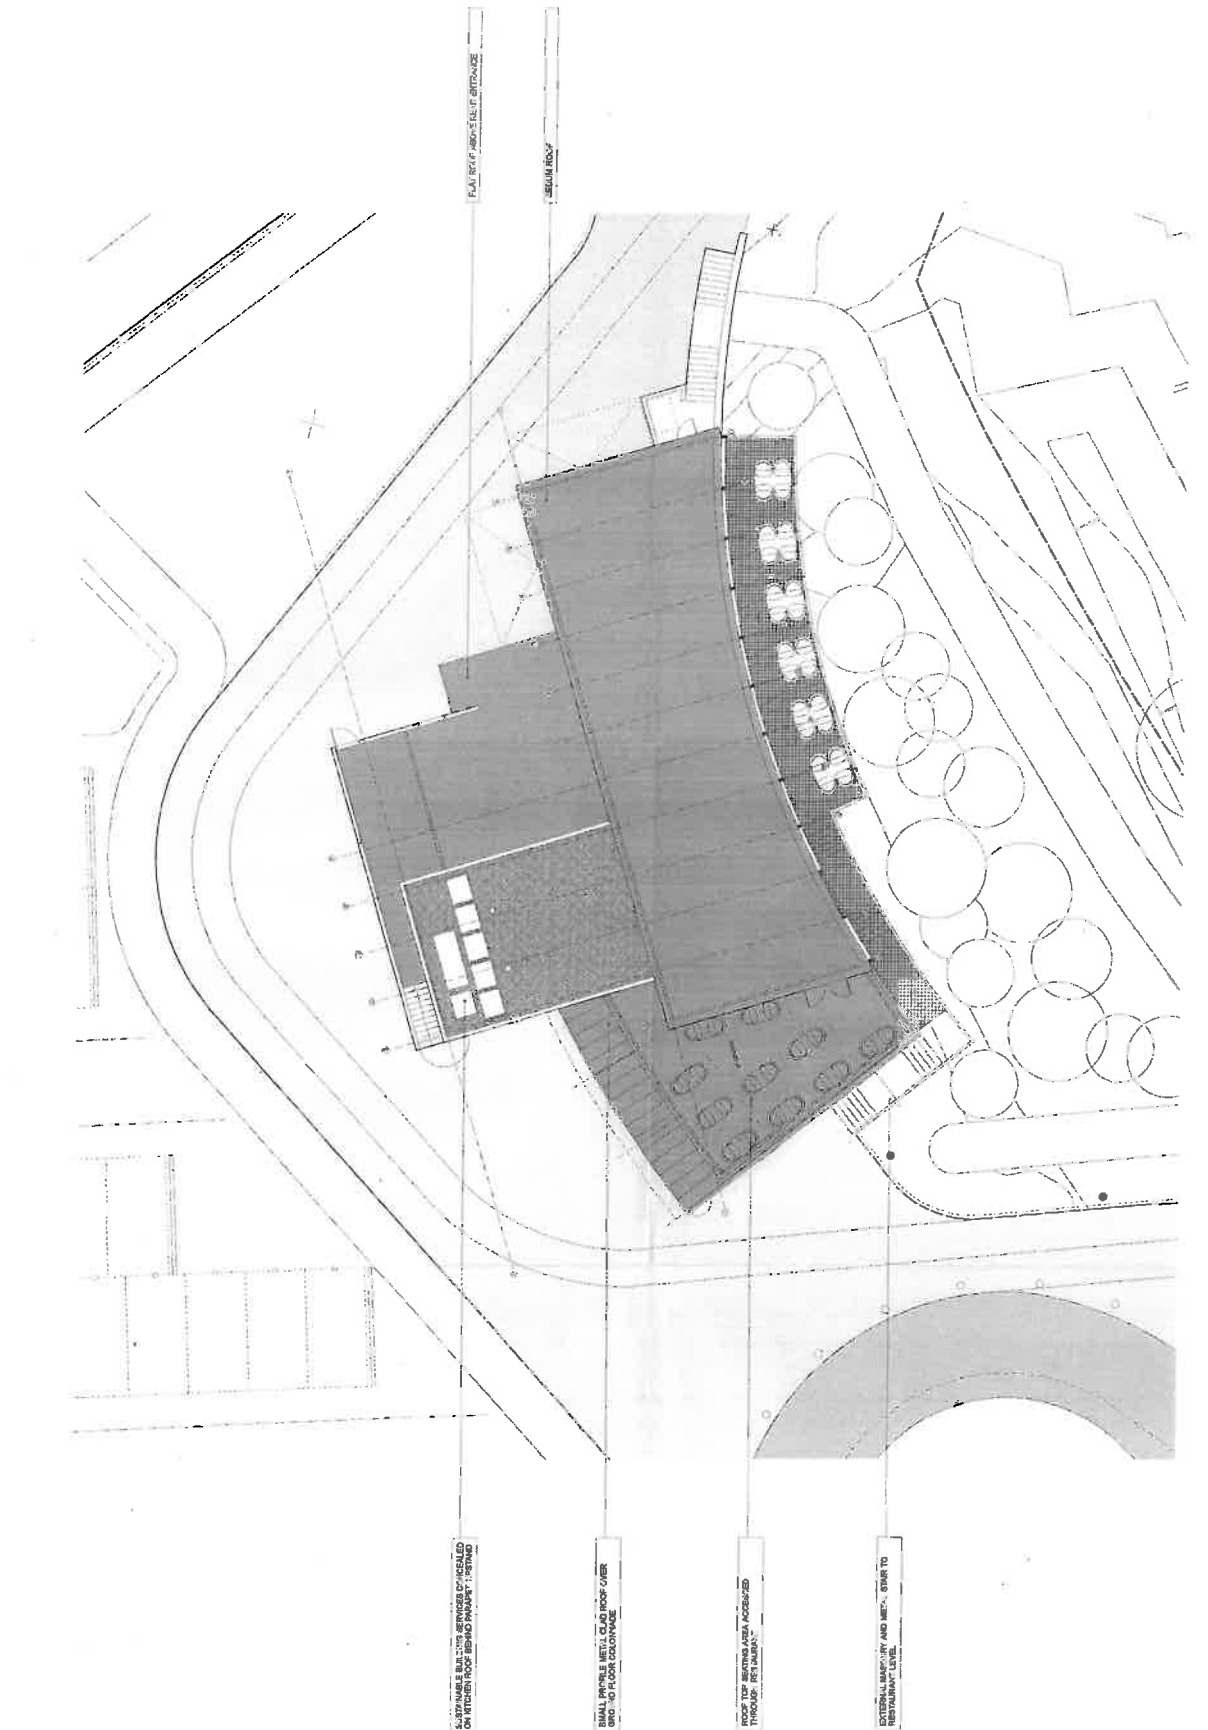 FLAT ROOF ABOVE MAIN ENTRANCE
SEDUM ROOF
SUSTAINABLE BUILDING SERVICES CONCEALED
ON KITCHEN ROOF BEHIND PARAPET UPSTAND
SMALL PROFILE METAL CLAD ROOF OVER
GROUND FLOOR COLONNADE
ROOF TOP SEATING AREA ACCESSED
THROUGH RESTAURANT
EXTERNAL MASONRY AND METAL STAIR TO
RESTAURANT LEVEL